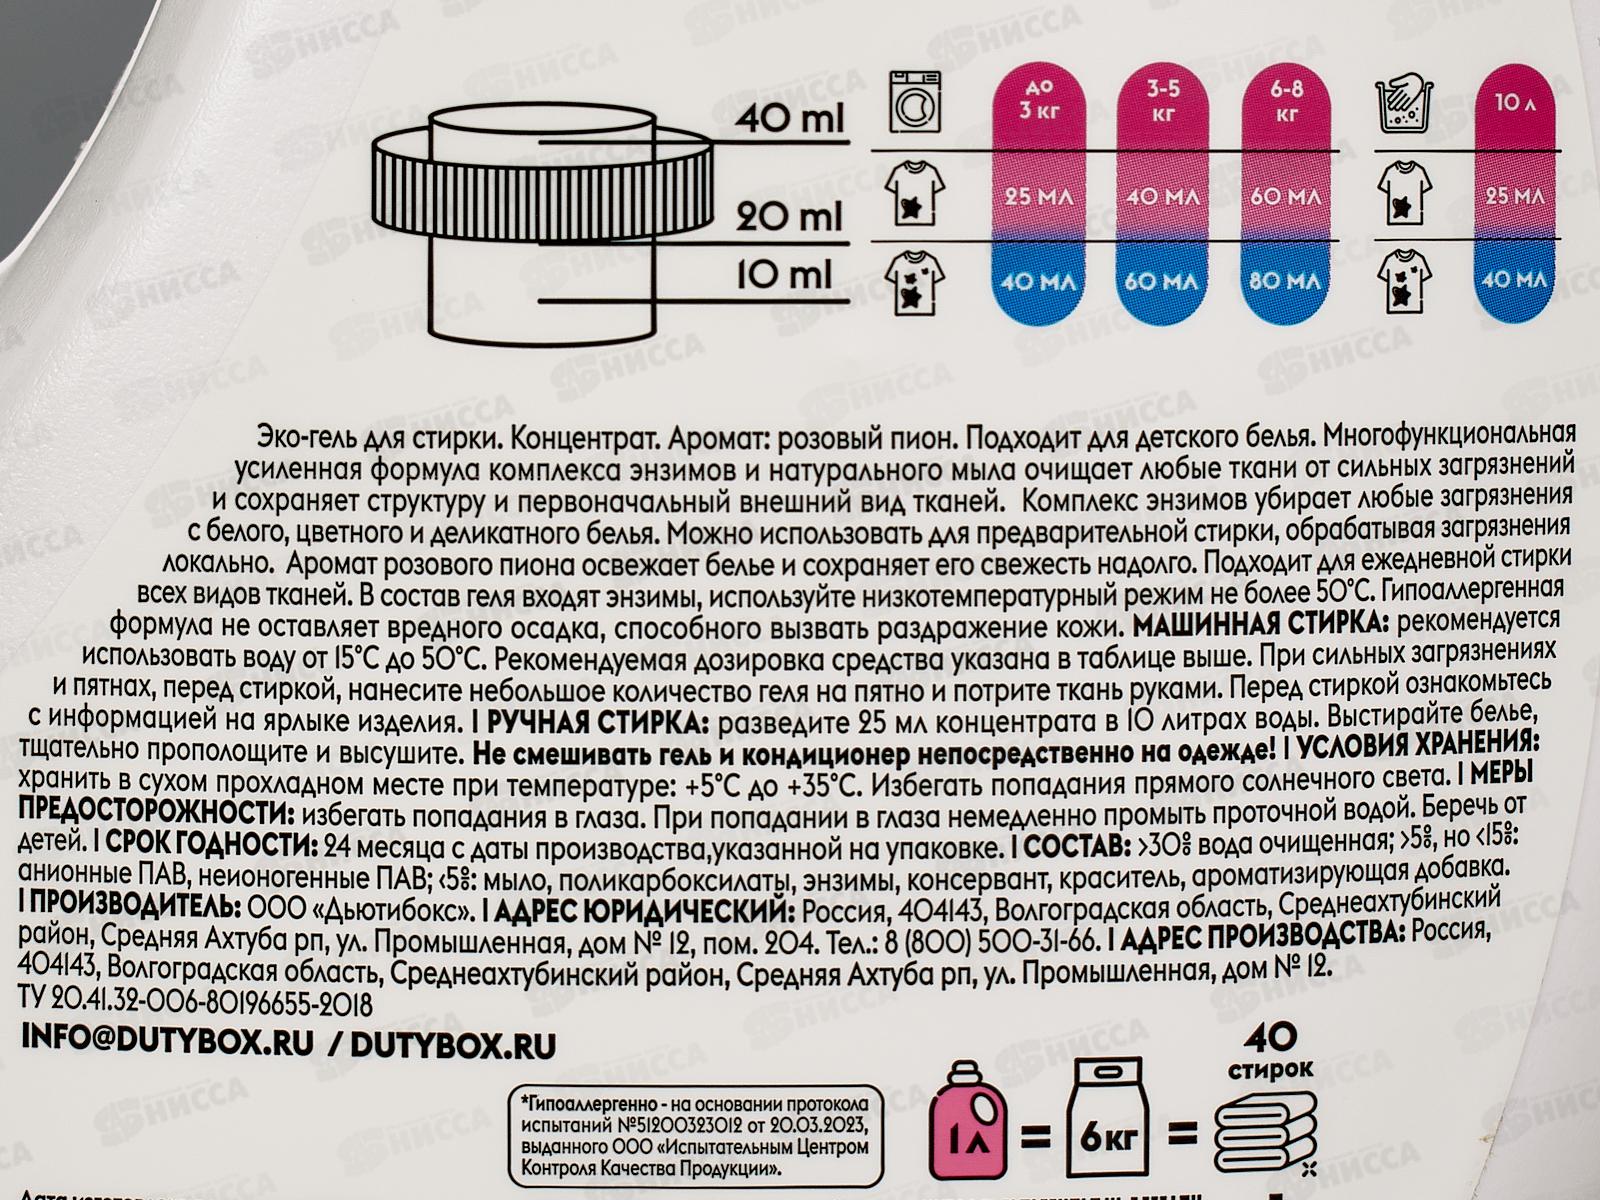 40 ml
20 ml
10 ml
до 3-5 6-8 10 л
3 кг кг кг
25 МЛ 40 МЛ 60 МЛ 25 МЛ
40 МЛ 60 МЛ 80 МЛ 40 МЛ
Эко-гель для стирки. Концентрат. Аромат: розовый пион. Подходит для детского белья. Многофункциональная
усиленная формула комплекса энзимов и натурального мыла очищает любые ткани от сильных загрязнений
и сохраняет структуру и первоначальный внешний вид тканей. Комплекс энзимов убирает любые загрязнения
с белого, цветного и деликатного белья. Можно использовать для предварительной стирки, обрабатывая загрязнения
локально. Аромат розового пиона освежает белье и сохраняет его свежесть надолго. Подходит для ежедневной стирки
всех видов тканей. В состав геля входят энзимы, используйте низкотемпературный режим не более 50°С. Гипоаллергенная
формула не оставляет вредного осадка, способного вызвать раздражение кожи. МАШИННАЯ СТИРКА: рекомендуется
использовать воду от 15°С до 50°С. Рекомендуемая дозировка средства указана в таблице выше. При сильных загрязнениях
и пятнах, перед стиркой, нанесите небольшое количество геля на пятно и потрите ткань руками. Перед стиркой ознакомьтесь
с информацией на ярлыке изделия. | РУЧНАЯ СТИРКА: разведите 25 мл концентрата в 10 литрах воды. Выстирайте белье,
тщательно прополощите и высушите. Не смешивать гель и кондиционер непосредственно на одежде! | УСЛОВИЯ ХРАНЕНИЯ:
хранить в сухом прохладном месте при температуре: +5°С до +35°С. Избегать попадания прямого солнечного света. | МЕРЫ
ПРЕДОСТОРОЖНОСТИ: избегать попадания в глаза. При попадании в глаза немедленно промыть проточной водой. Беречь от
детей. | СРОК ГОДНОСТИ: 24 месяца с даты производства,указанной на упаковке. | СОСТАВ: >30% вода очищенная; >5%, но <15%:
анионные ПАВ, неионогенные ПАВ; <5%: мыло, поликарбоксилаты, энзимы, консервант, краситель, ароматизирующая добавка.
| ПРОИЗВОДИТЕЛЬ: ООО «Дьютибокс». | АДРЕС ЮРИДИЧЕСКИЙ: Россия, 404143, Волгоградская область, Среднеахтубинский
район, Средняя Ахтуба рп, ул. Промышленная, дом № 12, пом. 204. Тел.: 8 (800) 500-31-66. | АДРЕС ПРОИЗВОДСТВА: Россия,
404143, Волгоградская область, Среднеахтубинский район, Средняя Ахтуба рп, ул. Промышленная, дом № 12.
ТУ 20.41.32-006-80196655-2018
INFO@DUTYBOX.RU / DUTYBOX.RU
*Гипоаллергенно - на основании протокола
испытаний №51200323012 от 20.03.2023,
выданного ООО «Испытательным Центром
Контроля Качества Продукции».
1 л = 6 кг = 40
стирок
НИССА